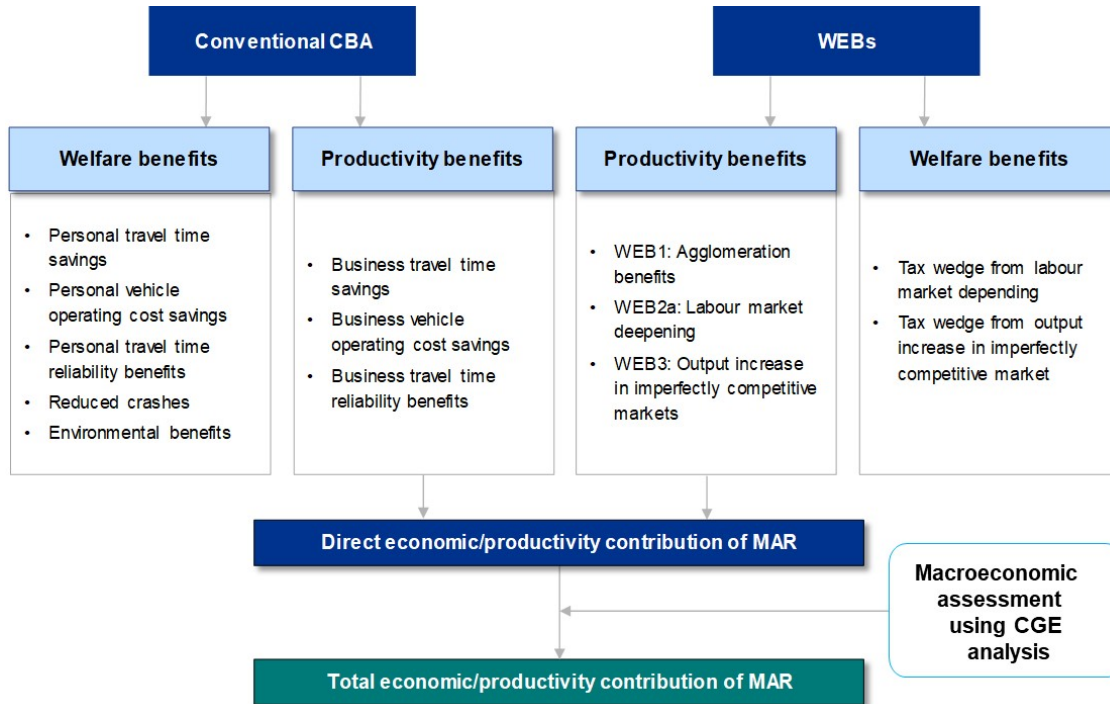 Conventional CBA
WEBs
Welfare benefits
Productivity benefits
Productivity benefits
Welfare benefits
• Personal travel time
savings
• Personal vehicle
operating cost savings
• Personal travel time
reliability benefits
• Reduced crashes
• Environmental benefits
• Business travel time
savings
• Business vehicle
operating cost savings
• Business travel time
reliability benefits
• WEB1: Agglomeration
benefits
• WEB2a: Labour market
deepening
• WEB3: Output increase
in imperfectly competitive
markets
• Tax wedge from labour
market depending
• Tax wedge from output
increase in imperfectly
competitive market
Direct economic/productivity contribution of MAR
Macroeconomic
assessment
using CGE
analysis
Total economic/productivity contribution of MAR